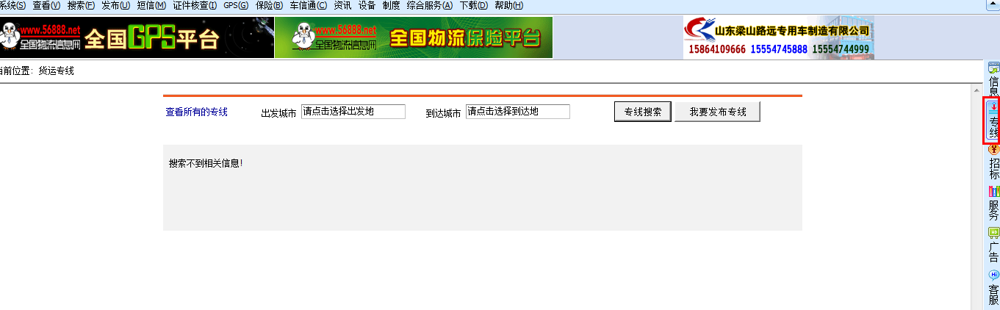 系统(S) 查看(V) 搜索(F) 发布(U) 短信(M) 证件核查(I) GPS(G) 保险(B) 车信通(C) 资讯 设备 制度 综合服务(A) 下载(D) 帮助(H)
www.56888.net
全国物流信息网
全国GPS平台
www.56888.net
全国物流信息网
全国物流保险平台
山东梁山路远专用车制造有限公司
15864109666 15554745888 15554744999
当前位置：货运专线
查看所有的专线 出发城市 请点击选择出发地 到达城市 请点击选择到达地 专线搜索 我要发布专线
搜索不到相关信息!
信息
专线
招标
服务
AD
广告
Hi
客服